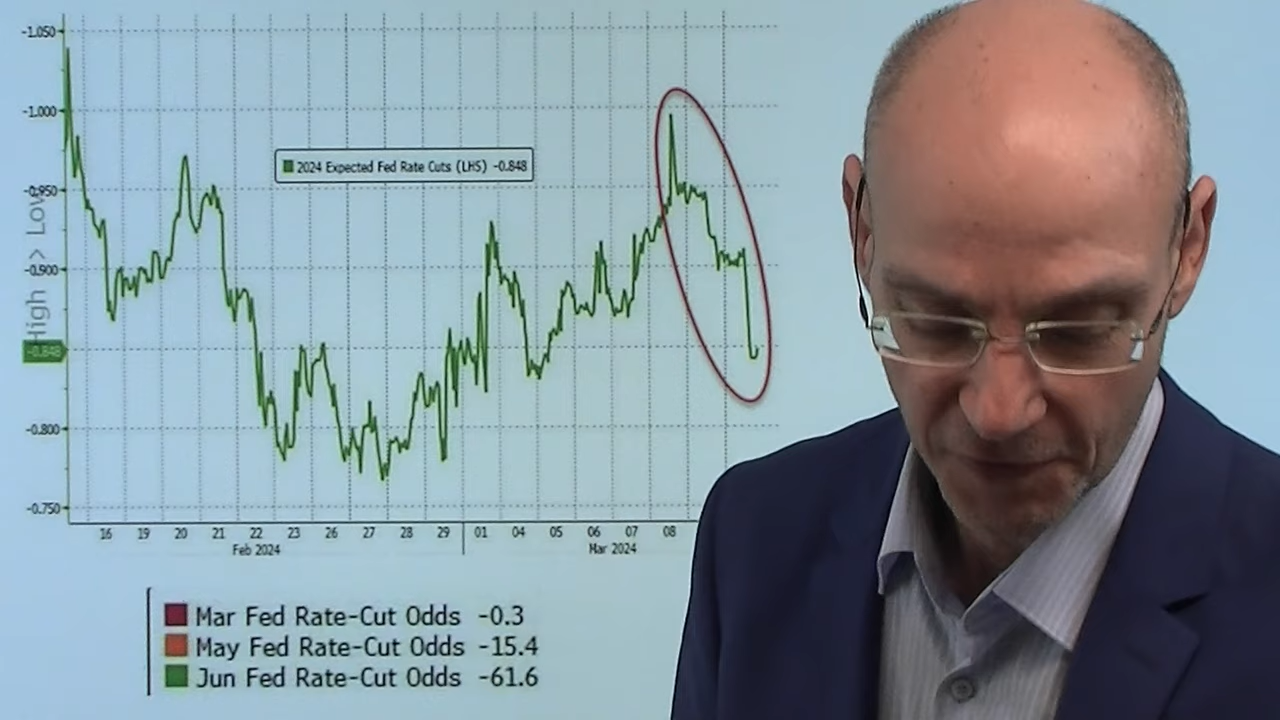 -1.050
-1.000
2024 Expected Fed Rate Cuts (LHS) -0.848
-0.950
-0.900
High > Low
-0.848
-0.800
-0.750
16 19 20 21 22 23 26 27 28 29 01 04 05 06 07 08
Feb 2024 Mar 2024
Mar Fed Rate-Cut Odds -0.3
May Fed Rate-Cut Odds -15.4
Jun Fed Rate-Cut Odds -61.6